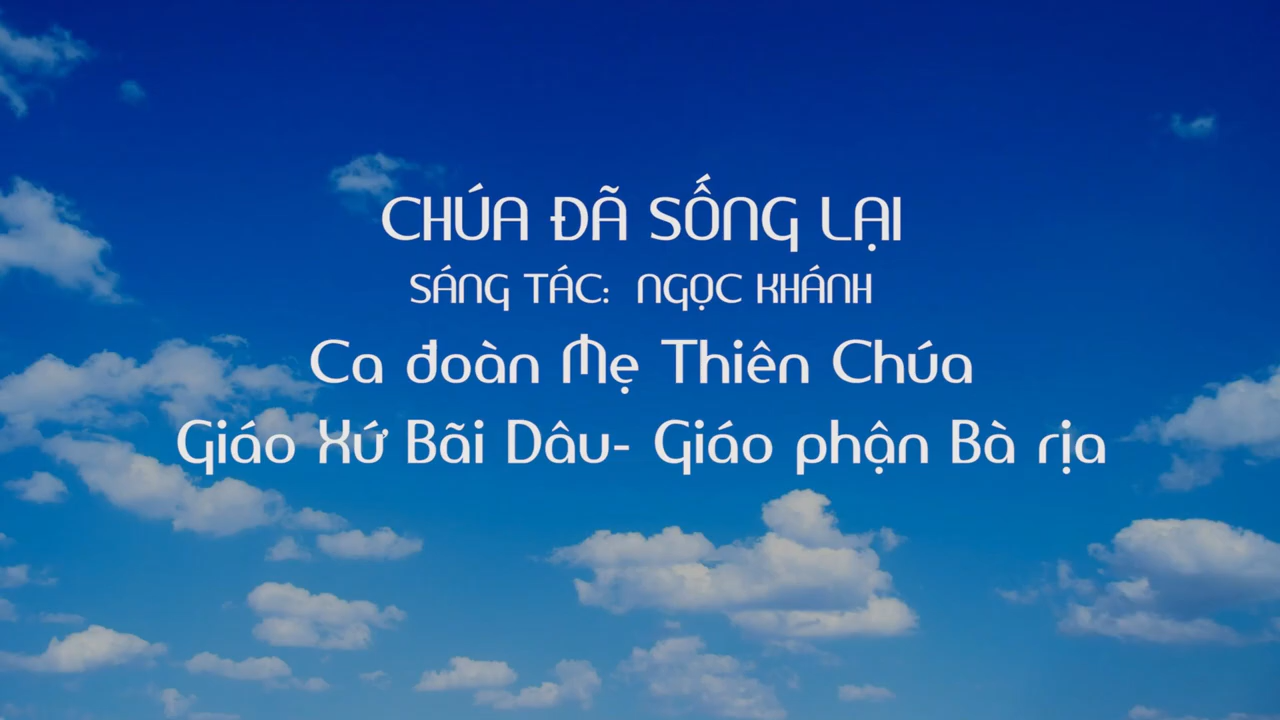 CHÚA ĐÃ SỐNG LẠI
SÁNG TÁC: NGỌC KHÁNH
Ca đoàn Mẹ Thiên Chúa
Giáo Xứ Bãi Dâu- Giáo phận Bà rịa